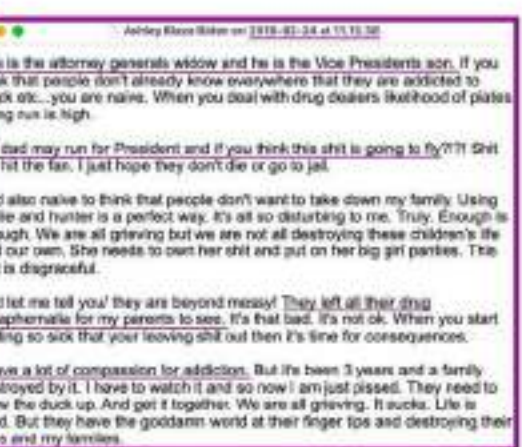 Ashley Blaze Biden on 2018-02-24 at 11:15:38
is the attorney generals widow and he is the Vice Presidents son. If you
k that people don't already know everywhere that they are addicted to
ck etc...you are naive. When you deal with drug dealers likelihood of plates
ng run is high.
dad may run for President and if you think this shit is going to fly?!?! Shit
hit the fan. I just hope they don't die or go to jail.
d also naive to think that people don't want to take down my family. Using
lie and hunter is a perfect way. It's all so disturbing to me. Truly. Enough is
ough. We are all grieving but we are not all destroying these children's life
our own. She needs to own her shit and put on her big girl panties. This
is disgraceful.
t let me tell you' they are beyond messy! They left all their drug
aphernalia for my parents to see. It's that bad. It's not ok. When you start
ting so sick that your leaving shit out then it's time for consequences.
ve a lot of compassion for addiction. But it's been 3 years and a family
troyed by it. I have to watch it and so now I am just pissed. They need to
w the duck up. And get it together. We are all grieving. It sucks. Life is
d. But they have the goddamn world at their finger tips and destroying their
s and my families.